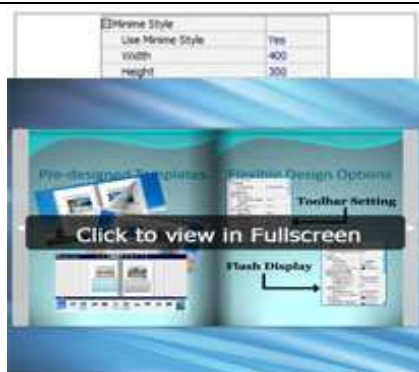 Minime Style
Use Minime Style Yes
Width 400
Height 300
Pre-designed Templates
Flexible Design Options
Toolbar Setting
Click to view in Fullscreen
Flash Display